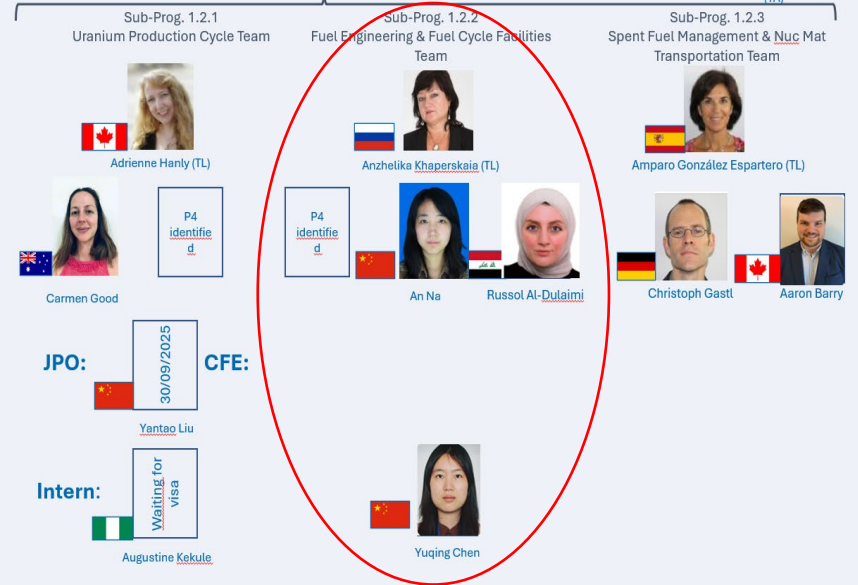 Sub-Prog. 1.2.1
Uranium Production Cycle Team
Sub-Prog. 1.2.2
Fuel Engineering & Fuel Cycle Facilities
Team
Sub-Prog. 1.2.3
Spent Fuel Management & Nuc Mat
Transportation Team
Adrienne Hanly (TL)
Anzhelika Khaperskaia (TL)
Amparo González Espartero (TL)
P4
identifie
d
P4
identifie
d
Carmen Good
An Na
Russol Al-Dulaimi
Christoph Gastl
Aaron Barry
JPO:
30/09/2025
CFE:
Yantao Liu
Intern:
Waiting for
visa
Augustine Kekule
Yuqing Chen